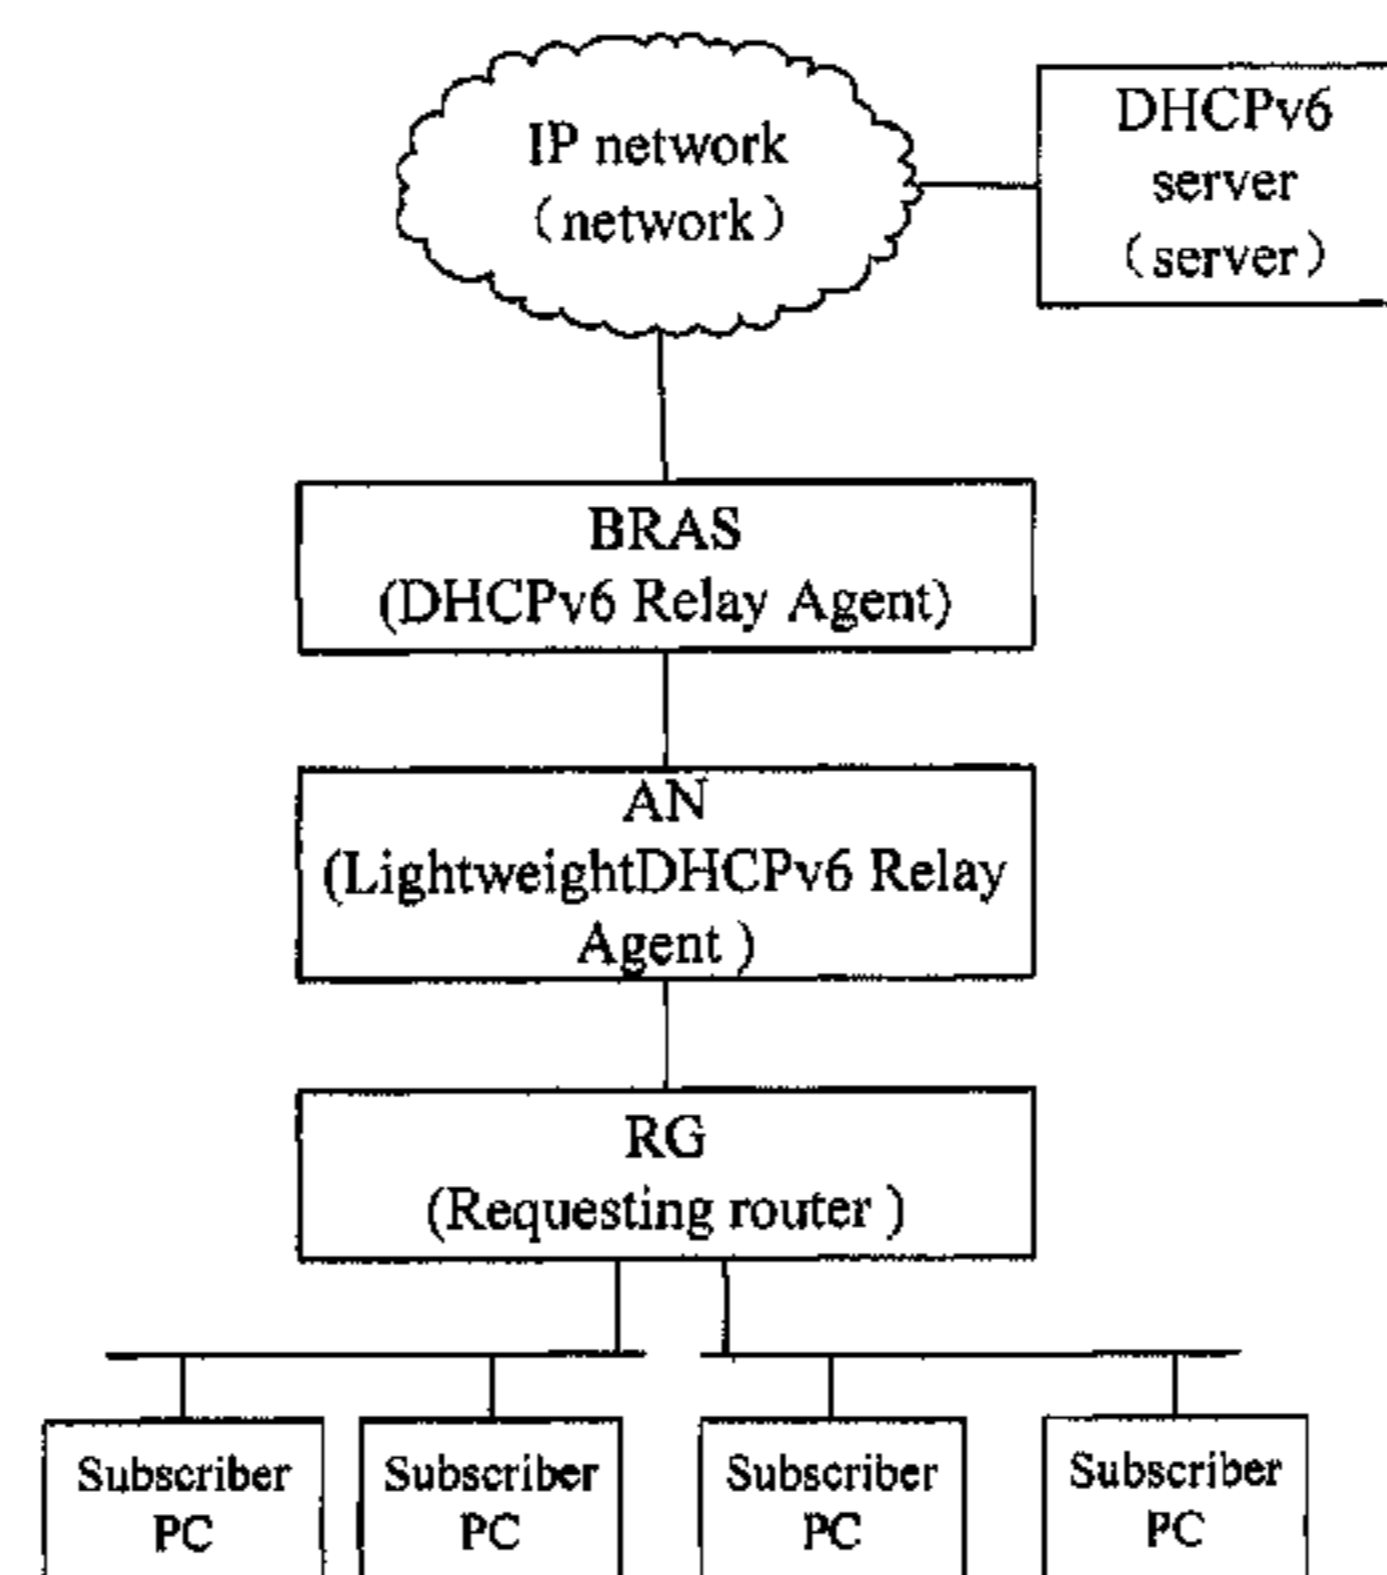 IP network
（network）
DHCPv6
server
（server）
BRAS
(DHCPv6 Relay Agent)
AN
(LightweightDHCPv6 Relay
Agent )
RG
(Requesting router )
Subscriber
PC
Subscriber
PC
Subscriber
PC
Subscriber
PC